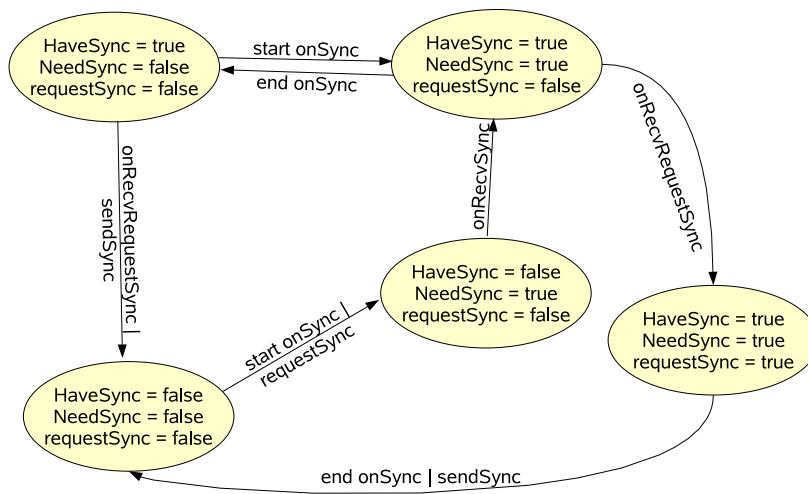 HaveSync = true
NeedSync = false
requestSync = false
start onSync
end onSync
HaveSync = true
NeedSync = true
requestSync = false
onRecvRequestSync |
sendSync
onRecvSync
onRecvRequestSync
HaveSync = false
NeedSync = true
requestSync = false
start onSync |
requestSync
HaveSync = true
NeedSync = true
requestSync = true
HaveSync = false
NeedSync = false
requestSync = false
end onSync | sendSync